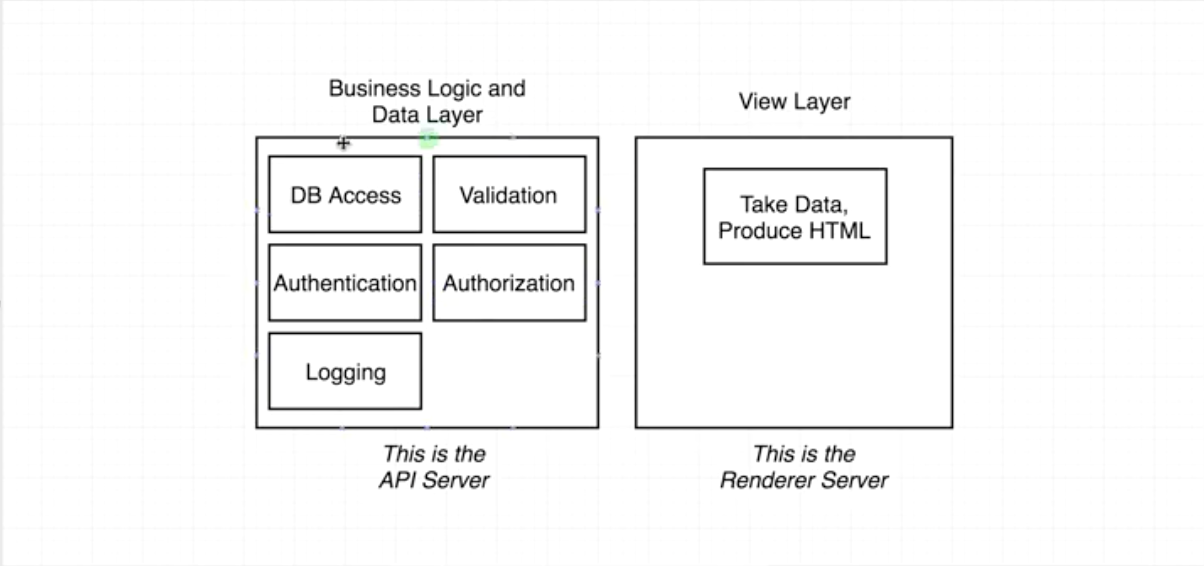 Business Logic and
Data Layer
DB Access
Validation
Authentication
Authorization
Logging
This is the
API Server
View Layer
Take Data,
Produce HTML
This is the
Renderer Server